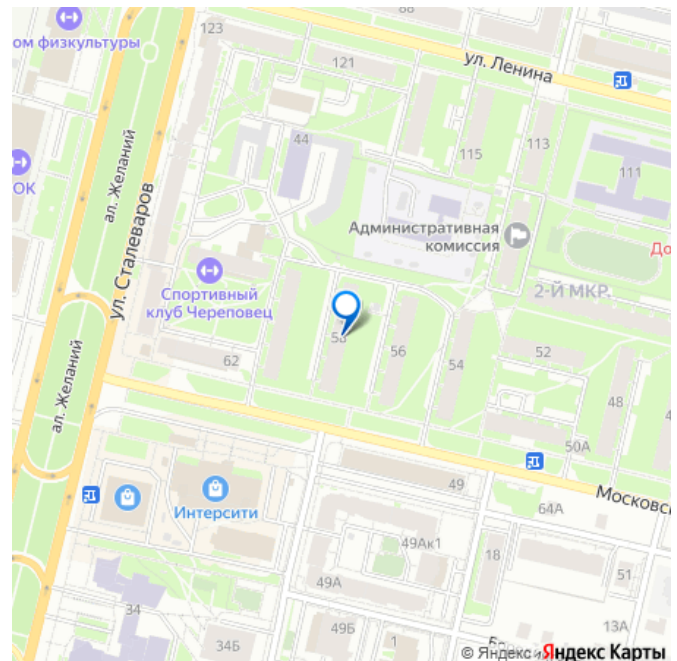 88
ом физкультуры
123
121
ул. Ленина
44
115
113
111
ал. Желаний
ОК
ул. Сталеваров
Административная
комиссия
До
Спортивный
клуб Череповец
2-Й МКР.
62
56
54
52
48
ал. Желаний
50А
49
Московс
Интерсити
64А
49Ак1
18
51
49А
34
34Б
49Б
1
13А
© Яндекс
Яндекс Карты